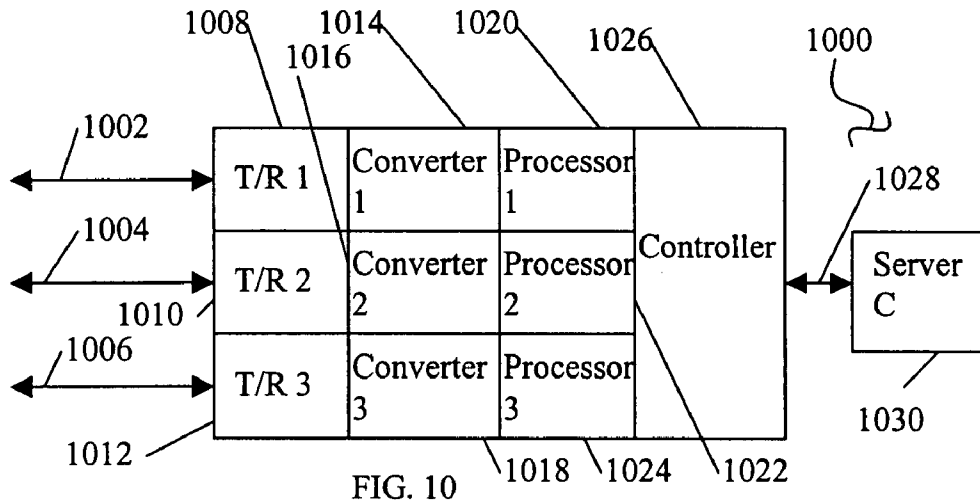 1008 1014 1020 1026 1000
1016
1002
1028
T/R 1 Converter 1 Processor 1
1004
Controller
T/R 2 Converter 2 Processor 2
Server C
1010
1006
T/R 3 Converter 3 Processor 3
1030
1012
1018 1024 1022
FIG. 10